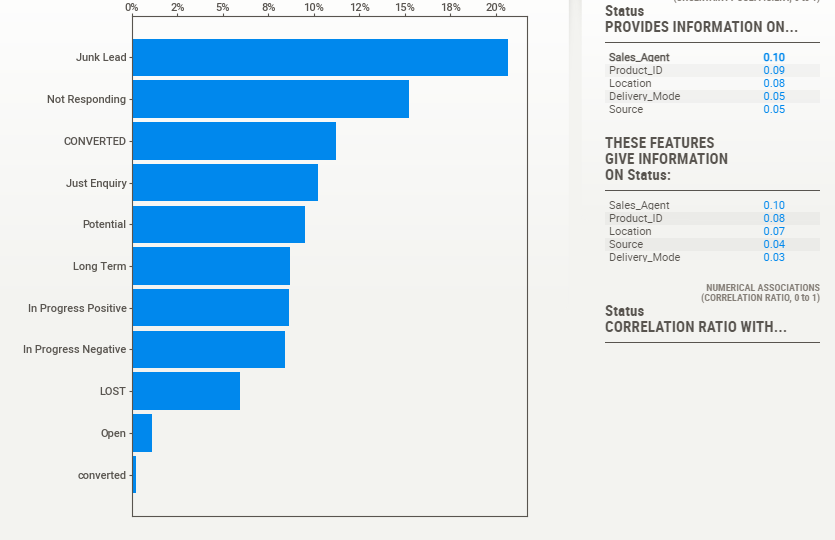 0% 2% 5% 8% 10% 12% 15% 18% 20%
Junk Lead
Not Responding
CONVERTED
Just Enquiry
Potential
Long Term
In Progress Positive
In Progress Negative
LOST
Open
converted
Status
PROVIDES INFORMATION ON...
Sales_Agent 0.10
Product_ID 0.09
Location 0.08
Delivery_Mode 0.05
Source 0.05
THESE FEATURES
GIVE INFORMATION
ON Status:
Sales_Agent 0.10
Product_ID 0.08
Location 0.07
Source 0.04
Delivery_Mode 0.03
NUMERICAL ASSOCIATIONS
(CORRELATION RATIO, 0 to 1)
Status
CORRELATION RATIO WITH...